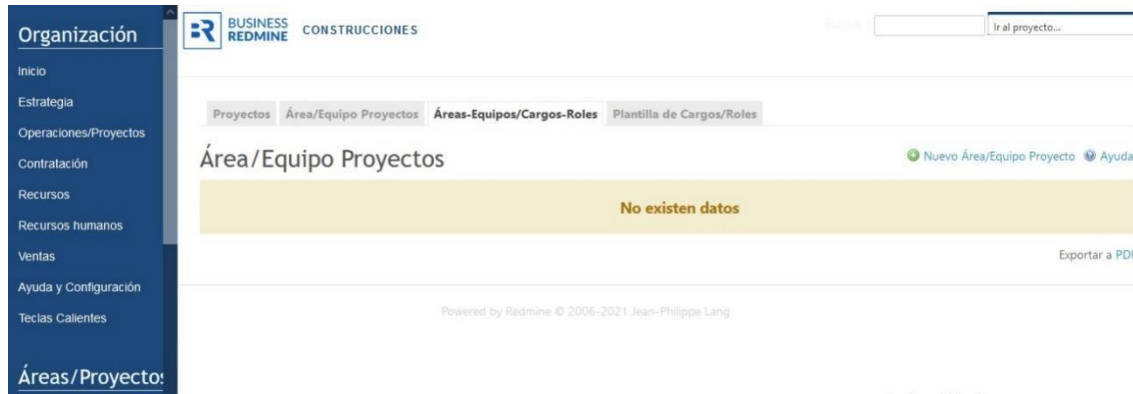 Organización
Inicio
Estrategia
Operaciones/Proyectos
Contratación
Recursos
Recursos humanos
Ventas
Ayuda y Configuración
Teclas Calientes
Áreas/Proyectos
BUSINESS
REDMINE
CONSTRUCCIONES
Ir al proyecto...
Proyectos Área/Equipo Proyectos Áreas-Equipos/Cargos-Roles Plantilla de Cargos/Roles
Área/Equipo Proyectos
Nuevo Área/Equipo Proyecto Ayuda
No existen datos
Exportar a PDF
Powered by Redmine © 2006-2021 Jean-Philippe Lang